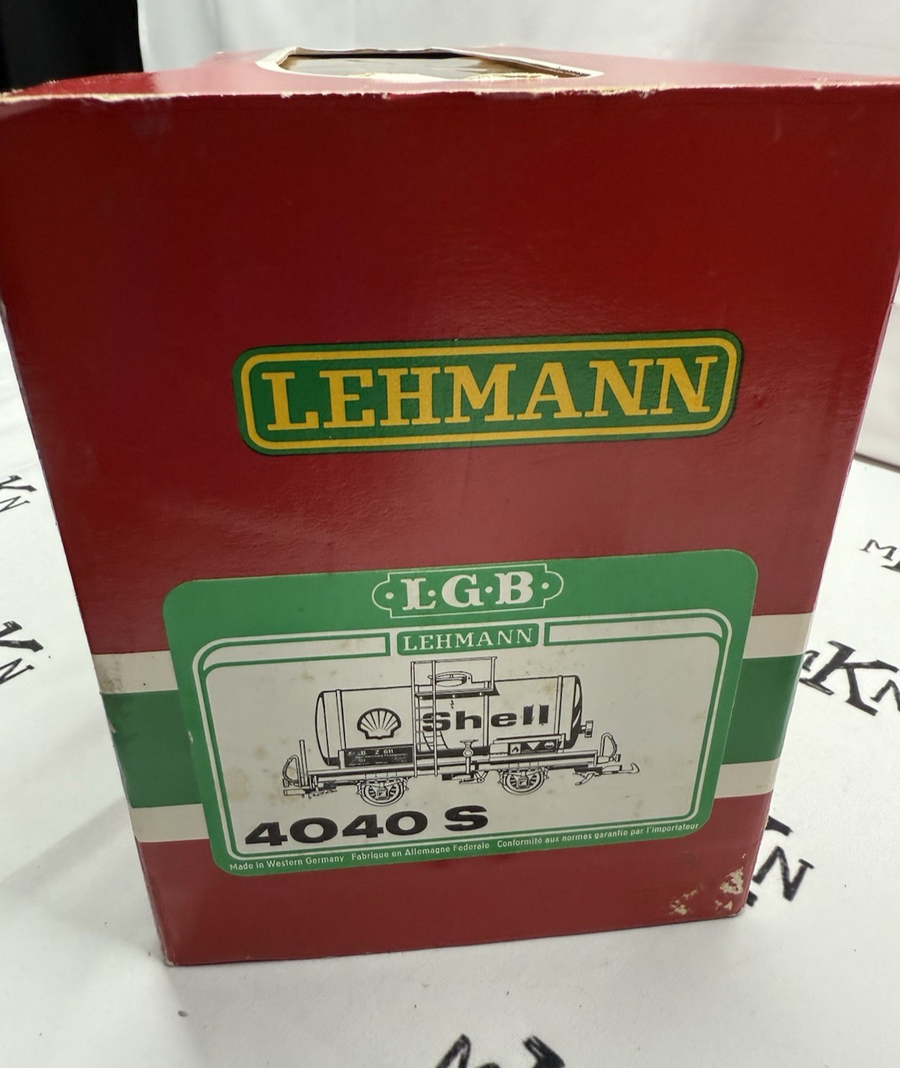 LEHMANN
L·G·B
LEHMANN
Shell
4040 S
Made in Western Germany Fabrique en Allemagne Federale Conformité aux normes garantie par l'importateur